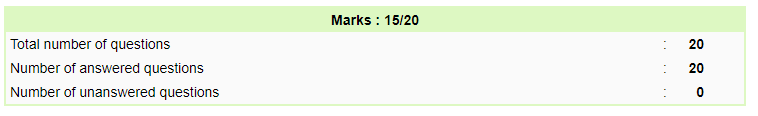 Marks : 15/20
Total number of questions : 20
Number of answered questions : 20
Number of unanswered questions : 0